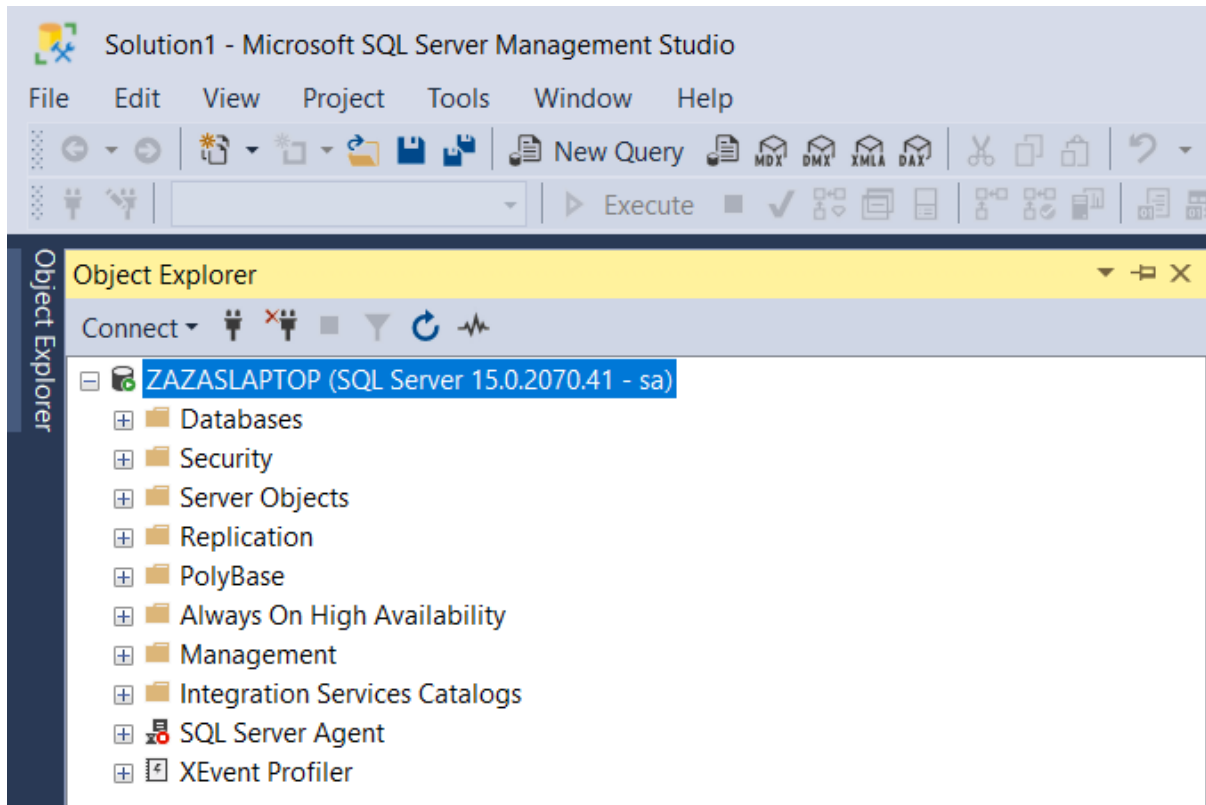 Solution1 - Microsoft SQL Server Management Studio
File Edit View Project Tools Window Help
New Query MDX DMX XMLA DAX
Execute
Object Explorer
Object Explorer
Connect
ZAZASLAPTOP (SQL Server 15.0.2070.41 - sa)
Databases
Security
Server Objects
Replication
PolyBase
Always On High Availability
Management
Integration Services Catalogs
SQL Server Agent
XEvent Profiler